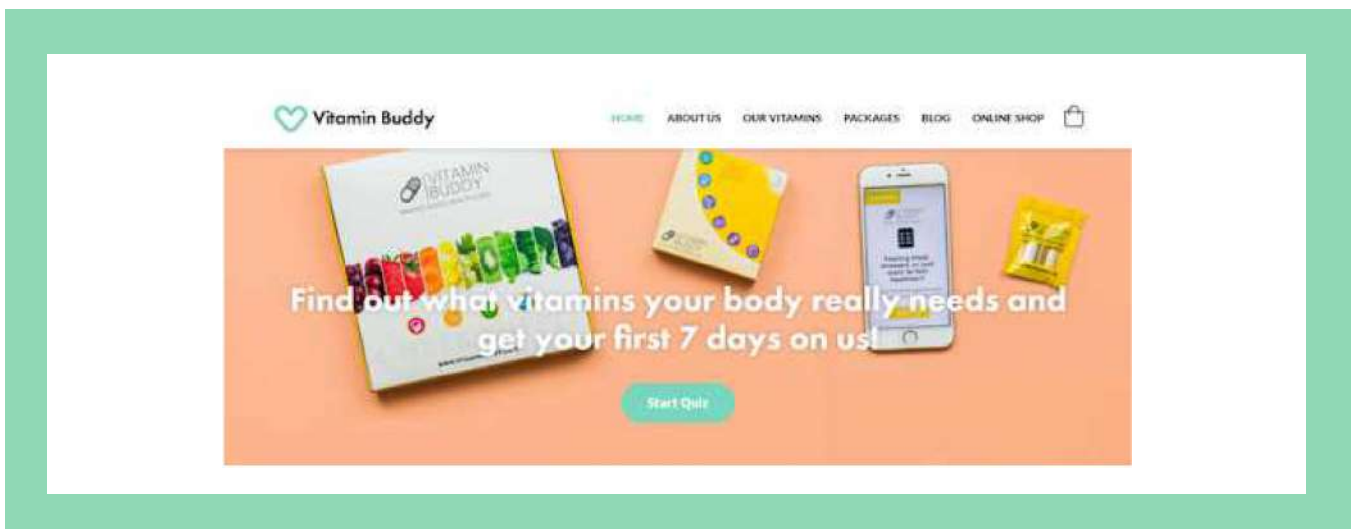 Vitamin Buddy
HOME ABOUT US OUR VITAMINS PACKAGES BLOG ONLINE SHOP
VITAMIN
BUDDY
Find out what vitamins your body really needs and
get your first 7 days on us!
Start Quiz